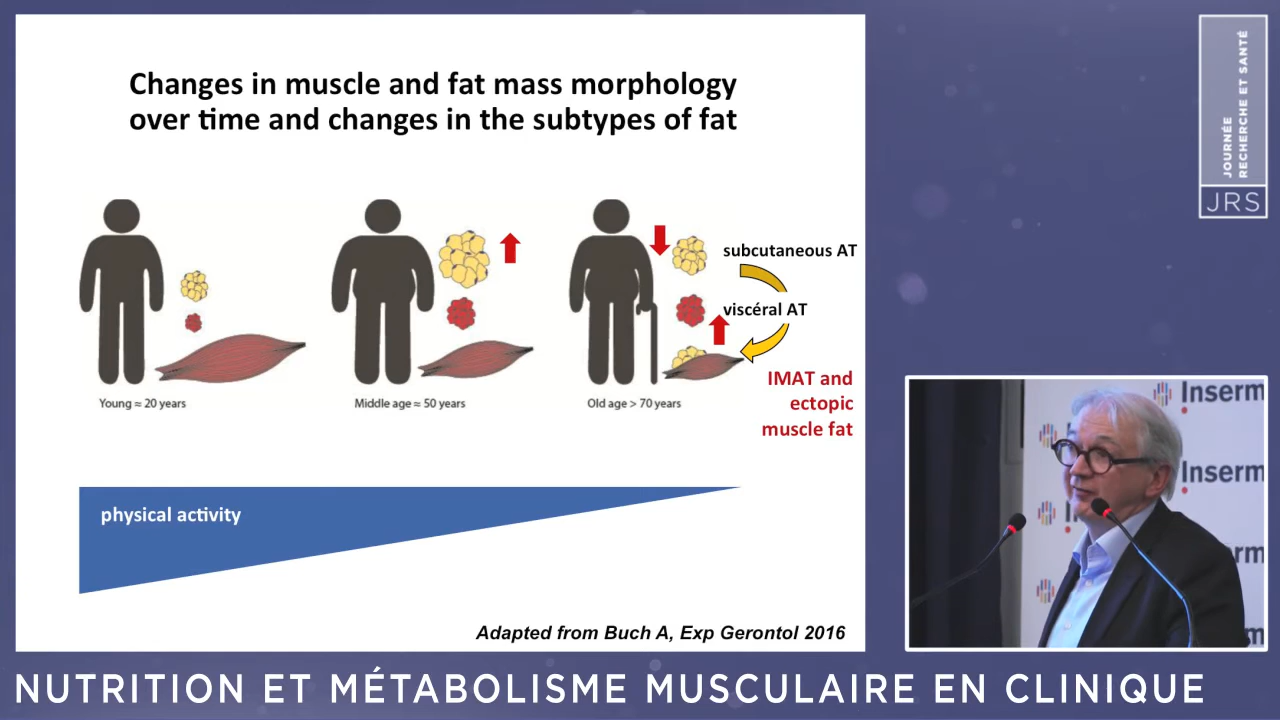 Changes in muscle and fat mass morphology
over time and changes in the subtypes of fat
subcutaneous AT
viscéral AT
IMAT and
ectopic
muscle fat
Young ≈ 20 years
Middle age ≈ 50 years
Old age > 70 years
physical activity
Adapted from Buch A, Exp Gerontol 2016
JOURNÉE
RECHERCHE ET SANTÉ
JRS
Inserm
Inserm
rm
m
NUTRITION ET MÉTABOLISME MUSCULAIRE EN CLINIQUE